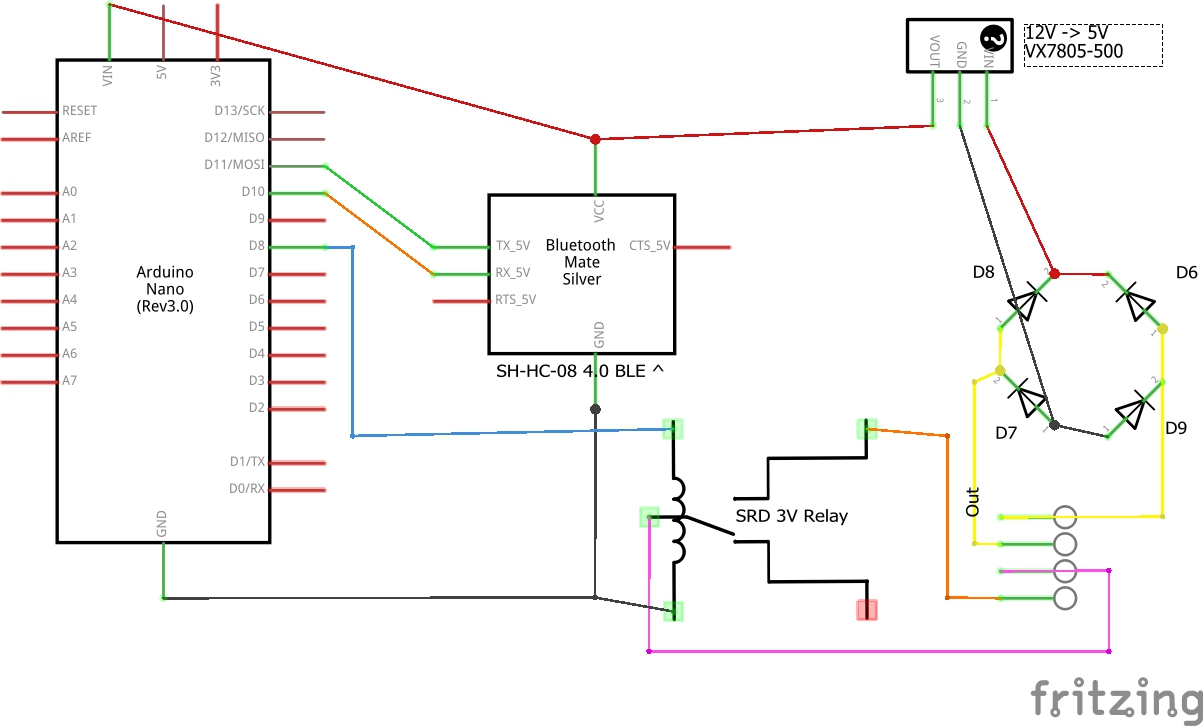 VIN
5V
3V3
VOUT
GND
VIN
?
12V -> 5V
VX7805-500
3
2
1
RESET
AREF
A0
A1
A2
A3
A4
A5
A6
A7
D13/SCK
D12/MISO
D11/MOSI
D10
D9
D8
D7
D6
D5
D4
D3
D2
D1/TX
D0/RX
GND
Arduino
Nano
(Rev3.0)
VCC
TX_5V
RX_5V
RTS_5V
CTS_5V
GND
Bluetooth
Mate
Silver
SH-HC-08 4.0 BLE ^
D8
D6
2
1
2
1
D7
D9
2
1
2
1
SRD 3V Relay
Out
fritzing